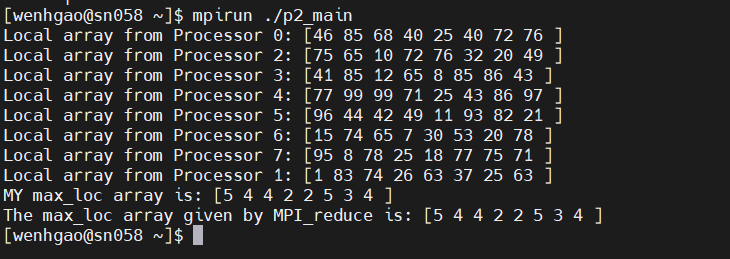 [wenhgao@sn058 ~]$ mpirun ./p2_main
Local array from Processor 0: [46 85 68 40 25 40 72 76 ]
Local array from Processor 2: [75 65 10 72 76 32 20 49 ]
Local array from Processor 3: [41 85 12 65 8 85 86 43 ]
Local array from Processor 4: [77 99 99 71 25 43 86 97 ]
Local array from Processor 5: [96 44 42 49 11 93 82 21 ]
Local array from Processor 6: [15 74 65 7 30 53 20 78 ]
Local array from Processor 7: [95 8 78 25 18 77 75 71 ]
Local array from Processor 1: [1 83 74 26 63 37 25 63 ]
MY max_loc array is: [5 4 4 2 2 5 3 4 ]
The max_loc array given by MPI_reduce is: [5 4 4 2 2 5 3 4 ]
[wenhgao@sn058 ~]$